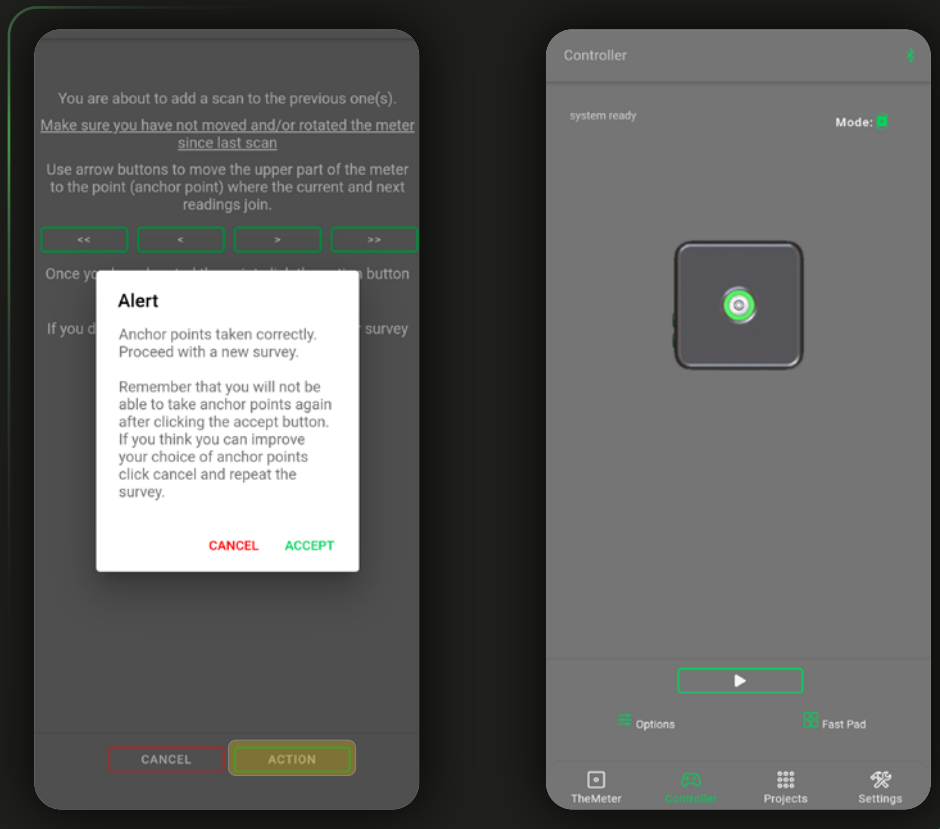 You are about to add a scan to the previous one(s).
Make sure you have not moved and/or rotated the meter
since last scan
Use arrow buttons to move the upper part of the meter
to the point (anchor point) where the current and next
readings join.
<< < > >>
Once button
If you survey
Alert
Anchor points taken correctly.
Proceed with a new survey.
Remember that you will not be
able to take anchor points again
after clicking the accept button.
If you think you can improve
your choice of anchor points
click cancel and repeat the
survey.
CANCEL ACCEPT
CANCEL ACTION
Controller
system ready
Mode:
Options Fast Pad
TheMeter Controller Projects Settings